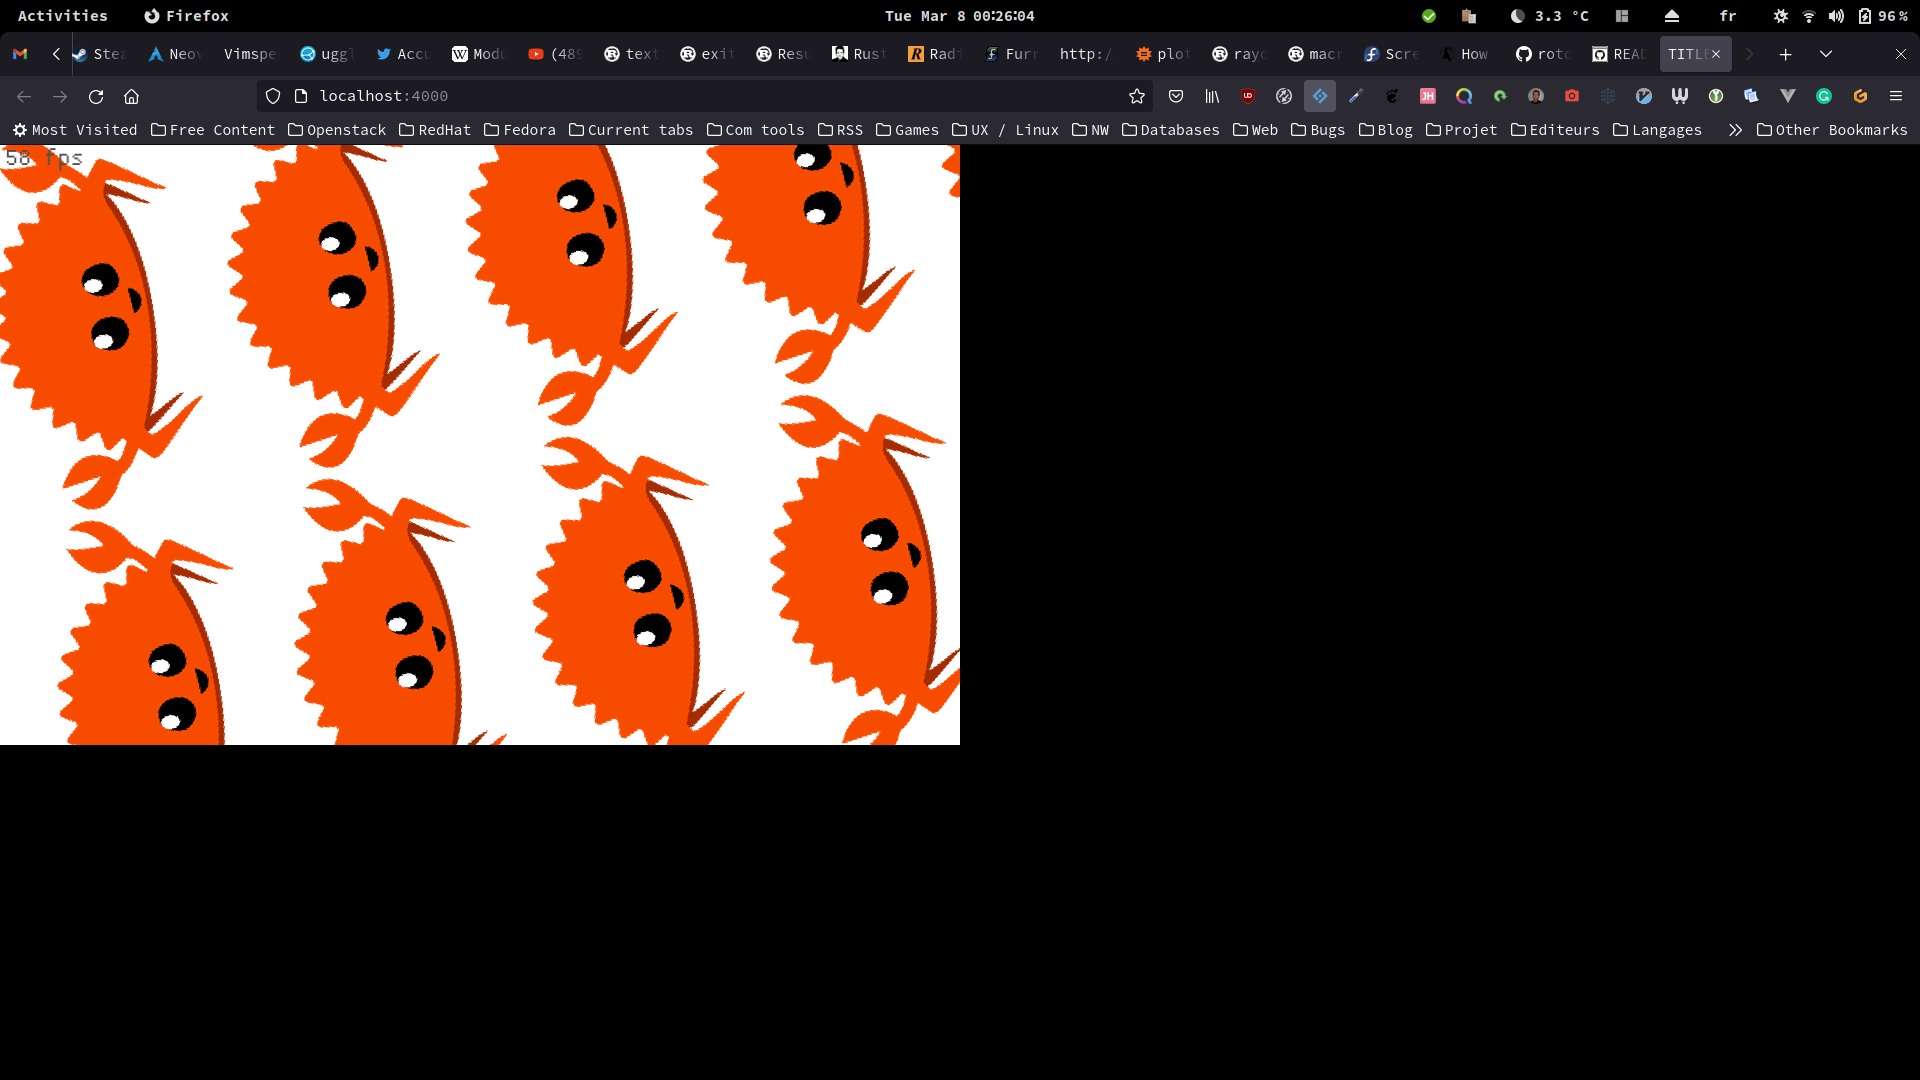 Activities Firefox Tue Mar 8 00:26:04 3.3 °C fr 96 %
Stea Neov Vimspe uggl Accu W Modu (489 text exit Resu Rust R Radi Furr http:/ plot rayc macr Scre How roto READ TITLE
localhost:4000
Most Visited Free Content Openstack RedHat Fedora Current tabs Com tools RSS Games UX / Linux NW Databases Web Bugs Blog Projet Editeurs Langages Other Bookmarks
58 fps